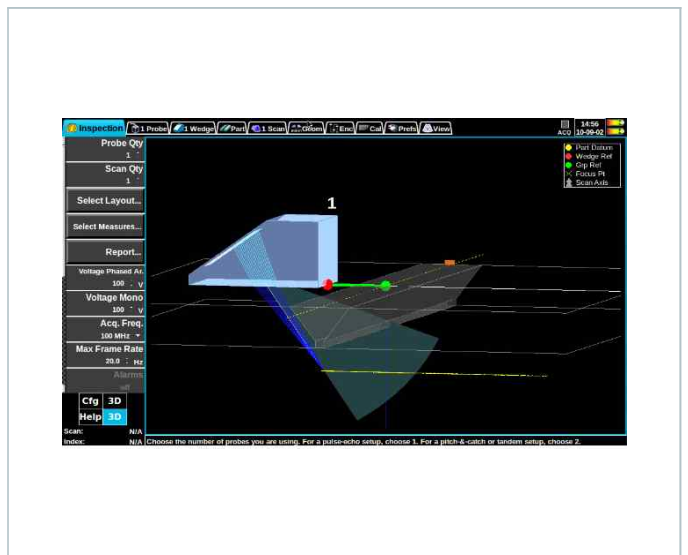 Inspection 1 Probe 1 Wedge Part 1 Scan Geom Enc Cal Prefs View
14:56
ACQ 10-09-02
Probe Qty
1
Scan Qty
1
Select Layout...
Select Measures...
Report...
Voltage Phased Ar.
100 V
Voltage Mono
100 V
Acq. Freq.
100 MHz
Max Frame Rate
20.0 Hz
Alarms
off
Cfg 3D
Help 3D
Scan: N/A
Index: N/A
1
Part Datum
Wedge Ref
Grp Ref
Focus Pt
Scan Axis
Choose the number of probes you are using. For a pulse-echo setup, choose 1. For a pitch-&-catch or tandem setup, choose 2.